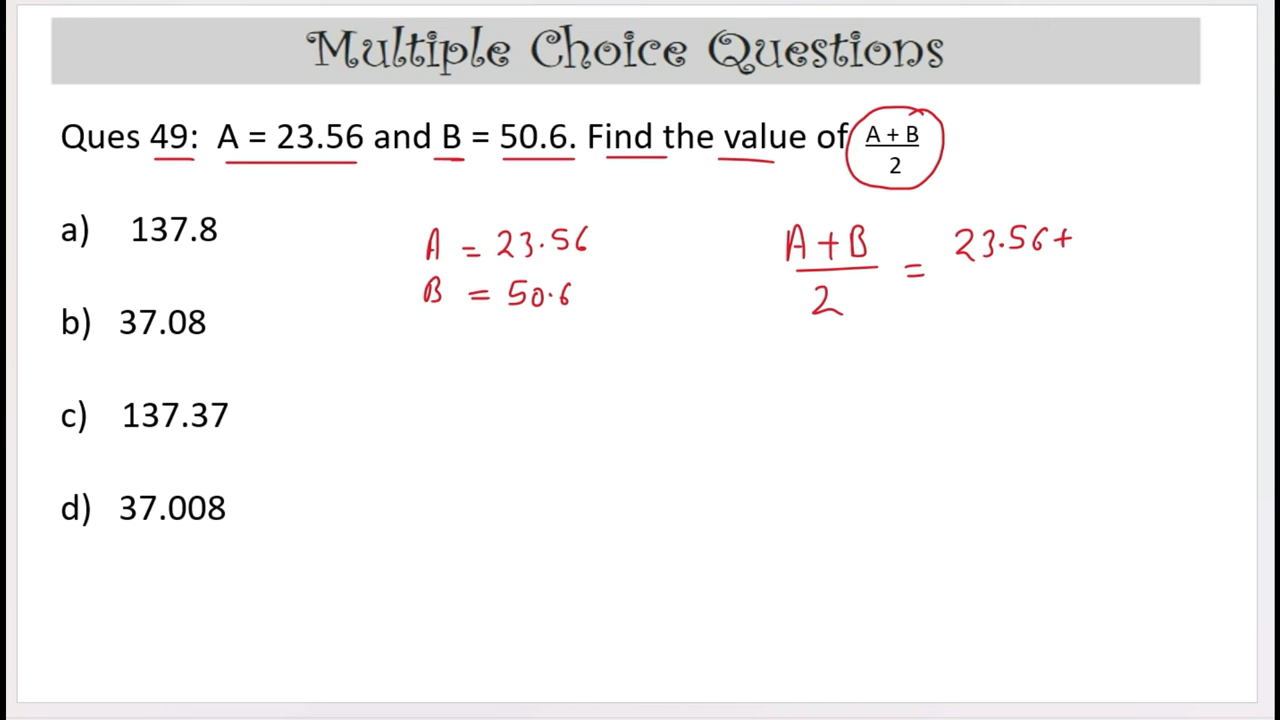 Multiple Choice Questions
Ques 49: A = 23.56 and B = 50.6. Find the value of A + B / 2
a) 137.8
b) 37.08
c) 137.37
d) 37.008
A = 23.56
B = 50.6
A + B / 2 = 23.56 +